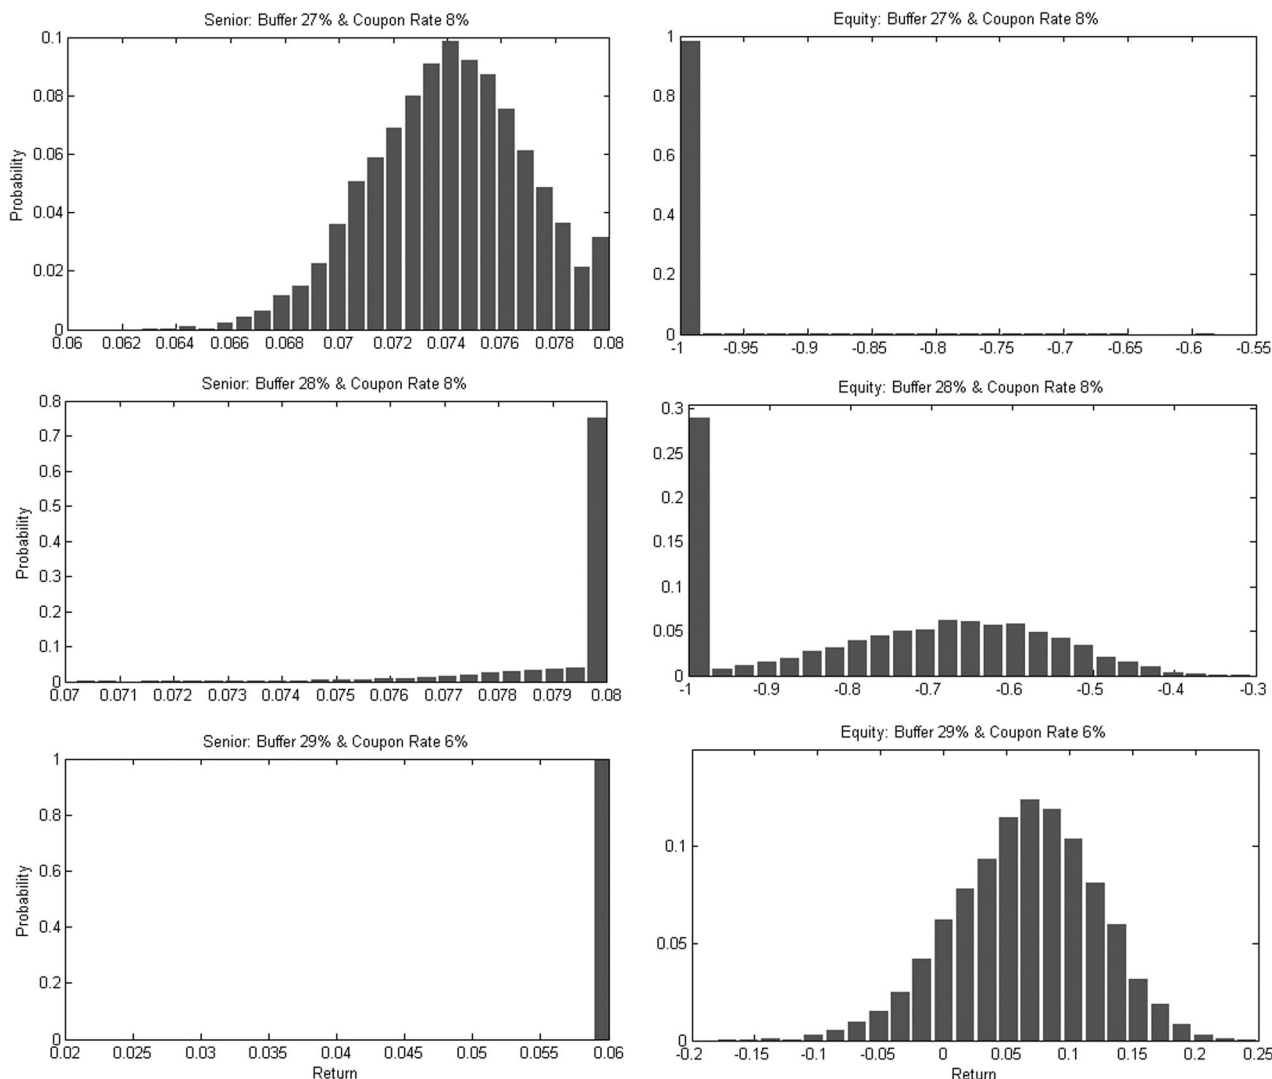 Senior: Buffer 27% & Coupon Rate 8%
0.1
0.08
0.06
0.04
0.02
0
Probability
0.06 0.062 0.064 0.066 0.068 0.07 0.072 0.074 0.076 0.078 0.08
Equity: Buffer 27% & Coupon Rate 8%
1
0.8
0.6
0.4
0.2
0
-1 -0.95 -0.9 -0.85 -0.8 -0.75 -0.7 -0.65 -0.6 -0.55
Senior: Buffer 28% & Coupon Rate 8%
0.8
0.7
0.6
0.5
0.4
0.3
0.2
0.1
0
Probability
0.07 0.071 0.072 0.073 0.074 0.075 0.076 0.077 0.078 0.079 0.08
Equity: Buffer 28% & Coupon Rate 8%
0.3
0.25
0.2
0.15
0.1
0.05
0
-1 -0.9 -0.8 -0.7 -0.6 -0.5 -0.4 -0.3
Senior: Buffer 29% & Coupon Rate 6%
1
0.8
0.6
0.4
0.2
0
Probability
0.02 0.025 0.03 0.035 0.04 0.045 0.05 0.055 0.06
Return
Equity: Buffer 29% & Coupon Rate 6%
0.1
0.05
0
-0.2 -0.15 -0.1 -0.05 0 0.05 0.1 0.15 0.2 0.25
Return